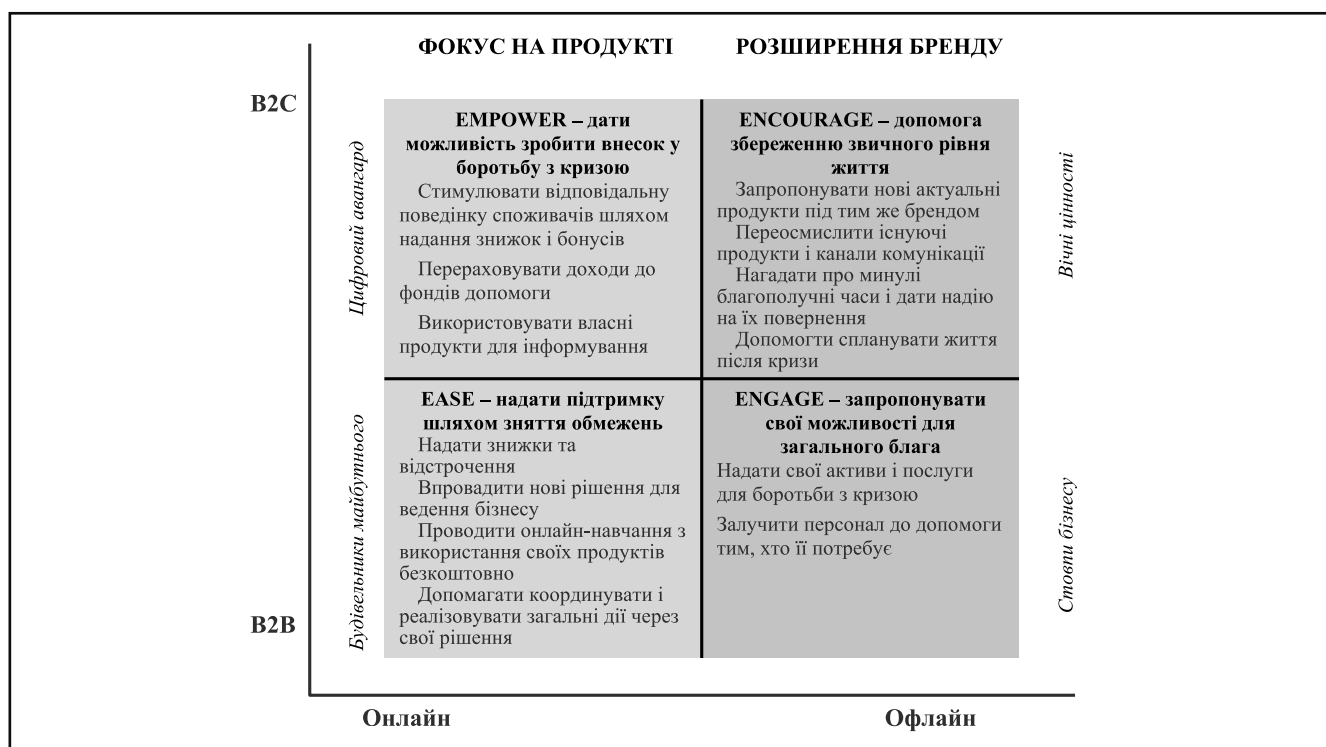 ФОКУС НА ПРОДУКТІ
РОЗШИРЕННЯ БРЕНДУ
B2C
Цифровий авангард
EMPOWER – дати
можливість зробити внесок у
боротьбу з кризою
Стимулювати відповідальну
поведінку споживачів шляхом
надання знижок і бонусів
Перераховувати доходи до
фондів допомоги
Використовувати власні
продукти для інформування
ENCOURAGE – допомога
збереженню звичного рівня
життя
Запропонувати нові актуальні
продукти під тим же брендом
Переосмислити існуючі
продукти і канали комунікації
Нагадати про минулі
благополучні часи і дати надію
на їх повернення
Допомогти спланувати життя
після кризи
Вічні цінності
Будівельники майбутнього
EASE – надати підтримку
шляхом зняття обмежень
Надати знижки та
відстрочення
Впровадити нові рішення для
ведення бізнесу
Проводити онлайн-навчання з
використання своїх продуктів
безкоштовно
Допомагати координувати і
реалізовувати загальні дії через
свої рішення
ENGAGE – запропонувати
свої можливості для
загального блага
Надати свої активи і послуги
для боротьби з кризою
Залучити персонал до допомоги
тим, хто її потребує
Стовпи бізнесу
B2B
Онлайн
Офлайн